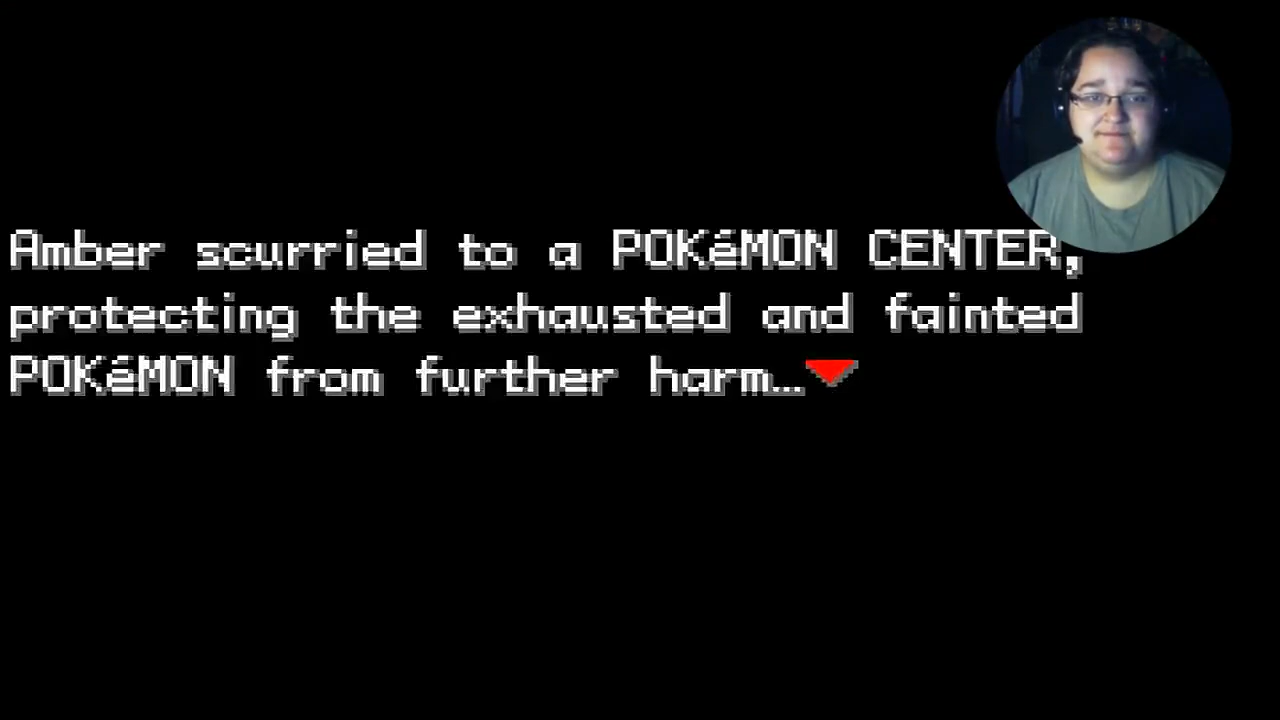 Amber scurried to a POKéMON CENTER,
protecting the exhausted and fainted
POKéMON from further harm…